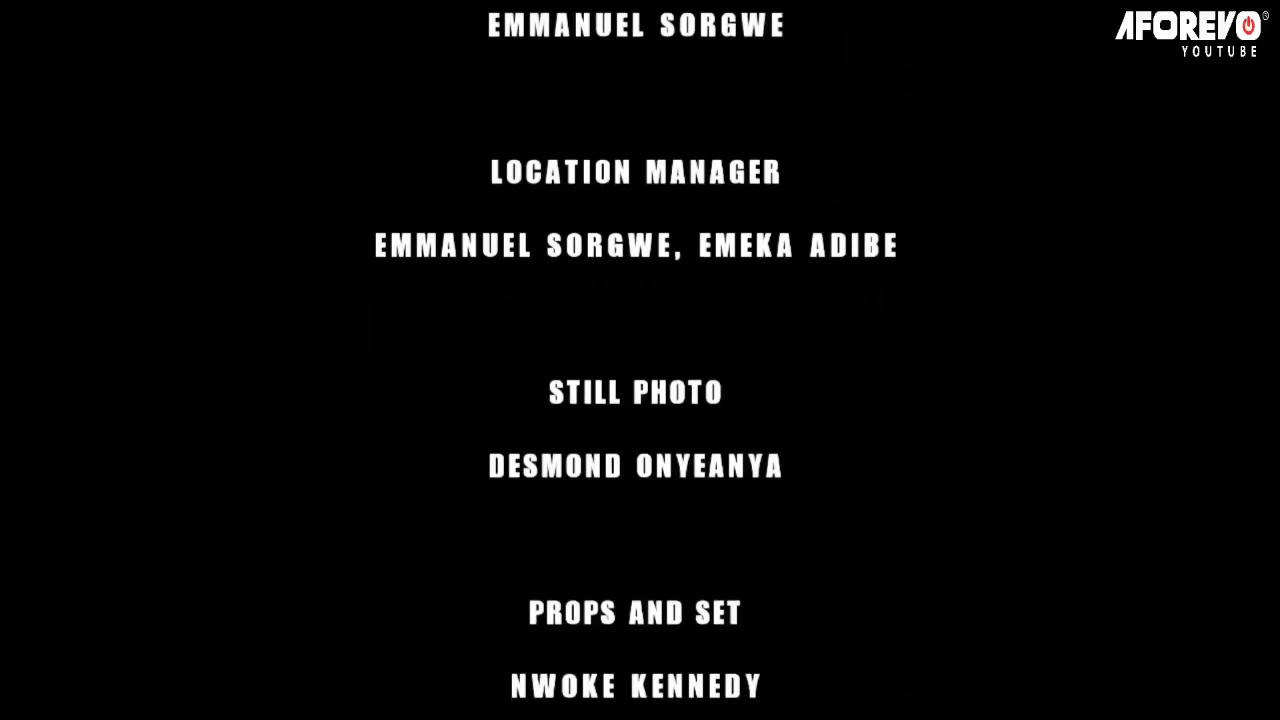 EMMANUEL SORGWE
AFOREVO®
YOUTUBE
LOCATION MANAGER
EMMANUEL SORGWE, EMEKA ADIBE
STILL PHOTO
DESMOND ONYEANYA
PROPS AND SET
NWOKE KENNEDY